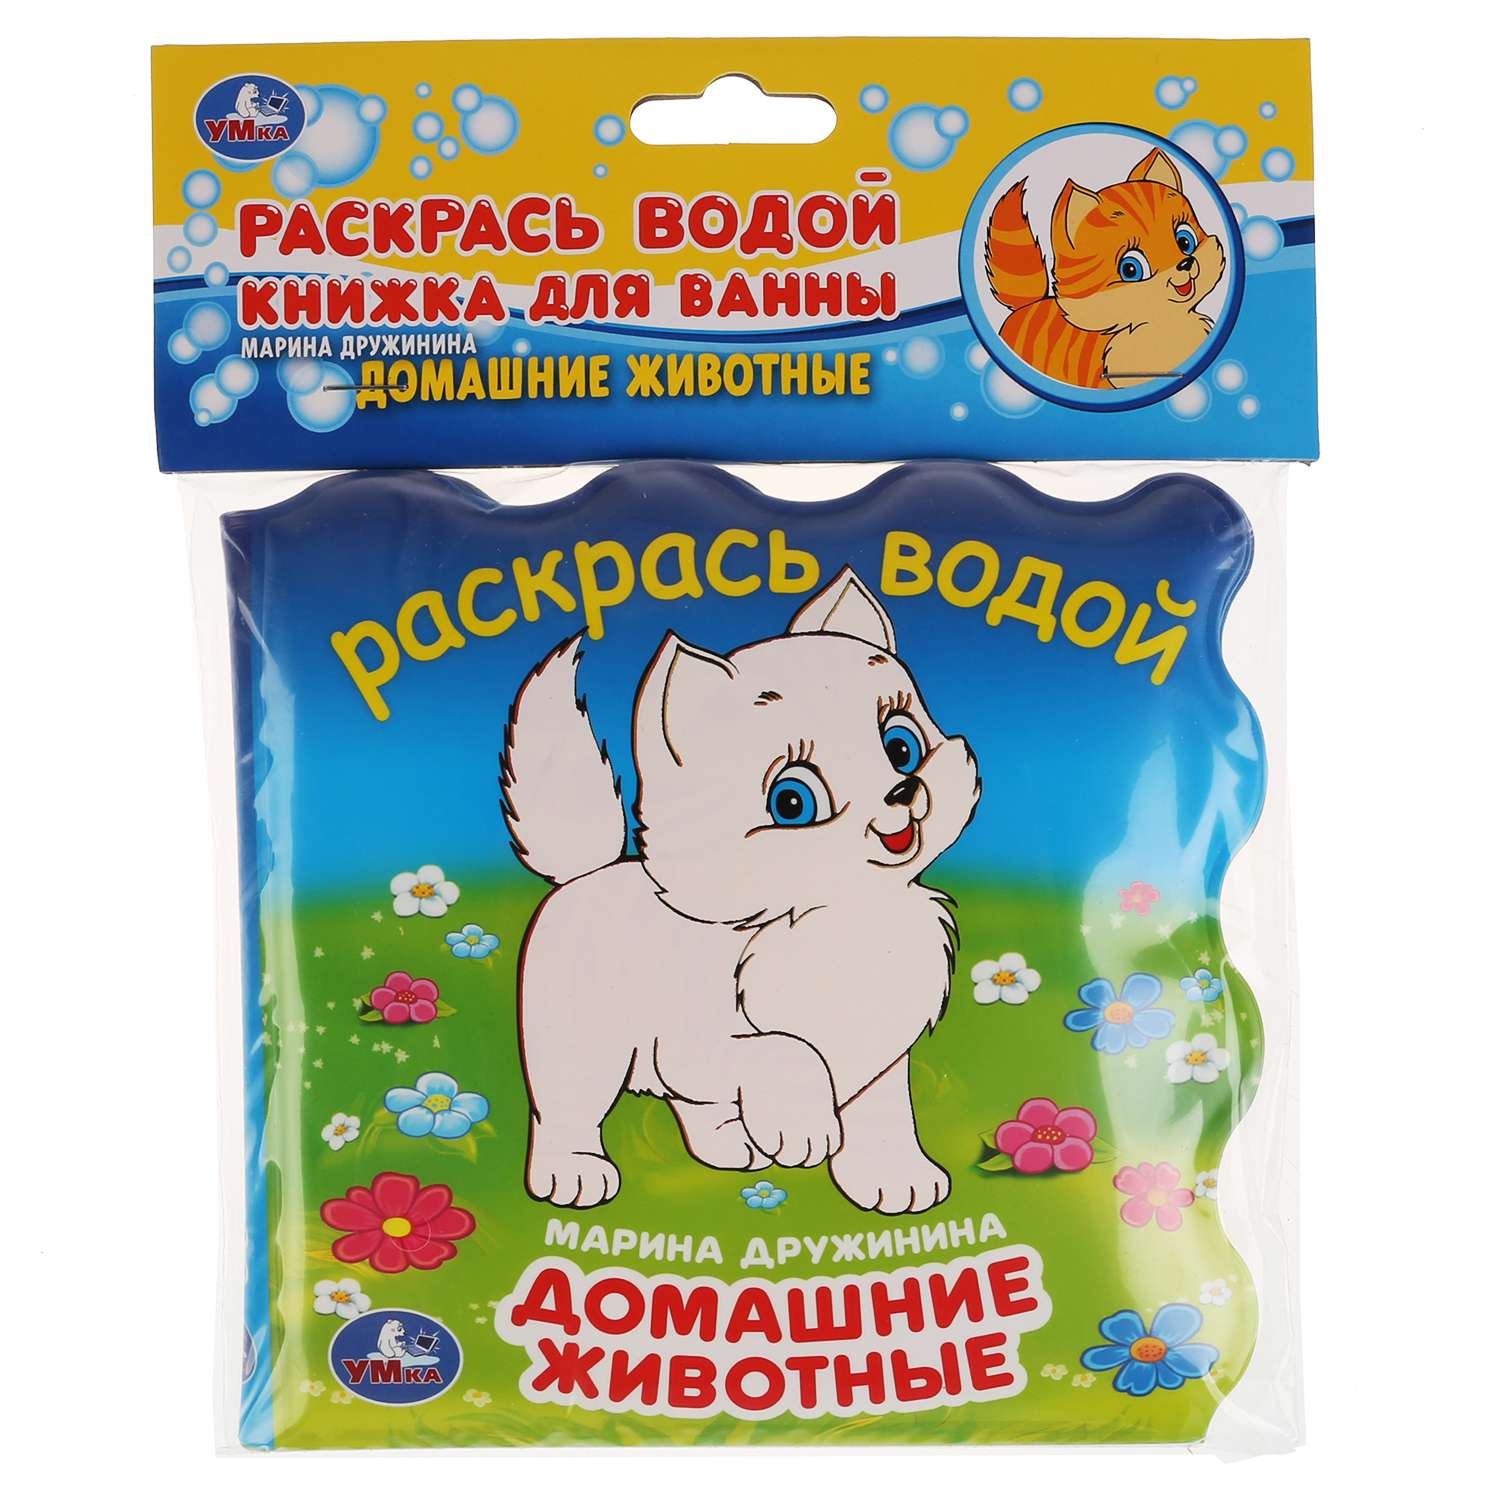 УМКА
РАСКРАСЬ ВОДОЙ
КНИЖКА ДЛЯ ВАННЫ
МАРИНА ДРУЖИНИНА
ДОМАШНИЕ ЖИВОТНЫЕ
раскрась водой
МАРИНА ДРУЖИНИНА
ДОМАШНИЕ
ЖИВОТНЫЕ
УМКА